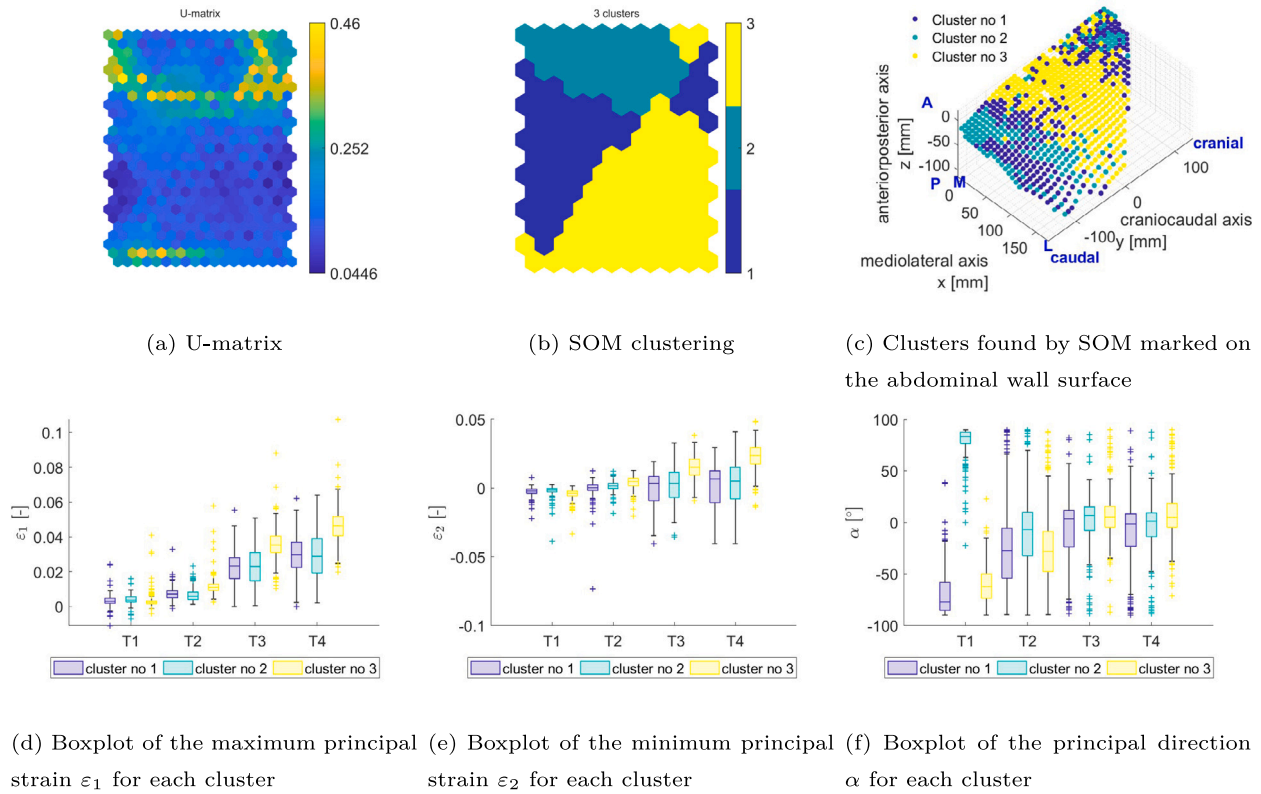 U-matrix
0.46
0.252
0.0446
3 clusters
3
2
1
Cluster no 1
Cluster no 2
Cluster no 3
anteriorposterior axis
z [mm]
A
0
-50
-100
P M
0
50
100
150
mediolateral axis
x [mm]
L
caudal
-100
0
100
y [mm]
craniocaudal axis
cranial
(a) U-matrix
(b) SOM clustering
(c) Clusters found by SOM marked on
the abdominal wall surface
0.1
0.08
0.06
0.04
0.02
0
ε1 [-]
T1 T2 T3 T4
cluster no 1 cluster no 2 cluster no 3
0.05
0
-0.05
-0.1
ε2 [-]
T1 T2 T3 T4
cluster no 1 cluster no 2 cluster no 3
100
50
0
-50
-100
α [°]
T1 T2 T3 T4
cluster no 1 cluster no 2 cluster no 3
(d) Boxplot of the maximum principal
strain ε1 for each cluster
(e) Boxplot of the minimum principal
strain ε2 for each cluster
(f) Boxplot of the principal direction
α for each cluster